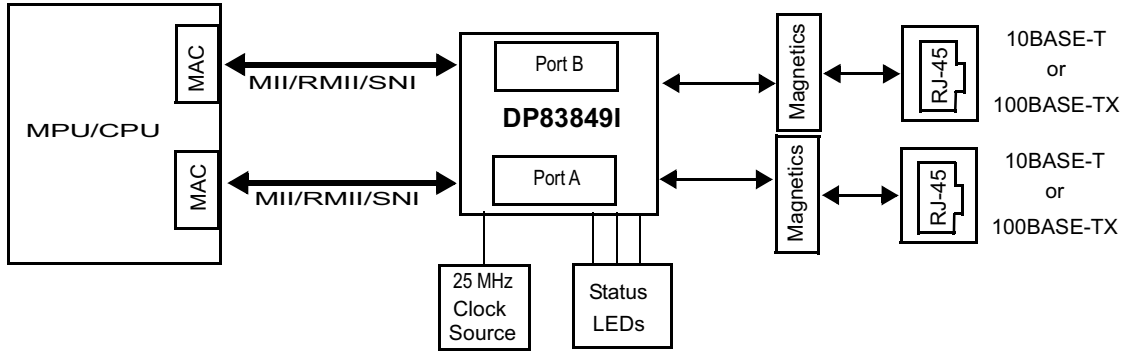 MPU/CPU
MAC
MII/RMII/SNI
MAC
MII/RMII/SNI
Port B
DP83849I
Port A
25 MHz
Clock
Source
Status
LEDs
Magnetics
RJ-45
10BASE-T
or
100BASE-TX
Magnetics
RJ-45
10BASE-T
or
100BASE-TX